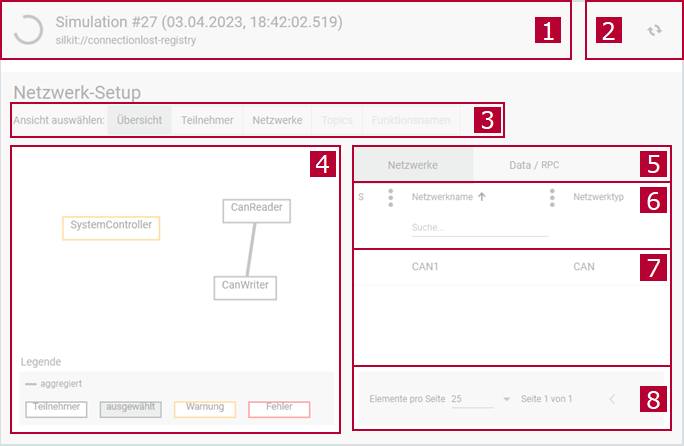 Simulation #27 (03.04.2023, 18:42:02.519)
silkit://connectionlost-registry
1
2
Netzwerk-Setup
Ansicht auswählen: Übersicht Teilnehmer Netzwerke Topics Funktionsnamen
3
4
CanReader
SystemController
CanWriter
Legende
aggregiert
Teilnehmer ausgewählt Warnung Fehler
Netzwerke Data / RPC
5
S Netzwerkname Netzwerktyp
6
Suche...
CAN1 CAN
7
Elemente pro Seite 25 Seite 1 von 1
8